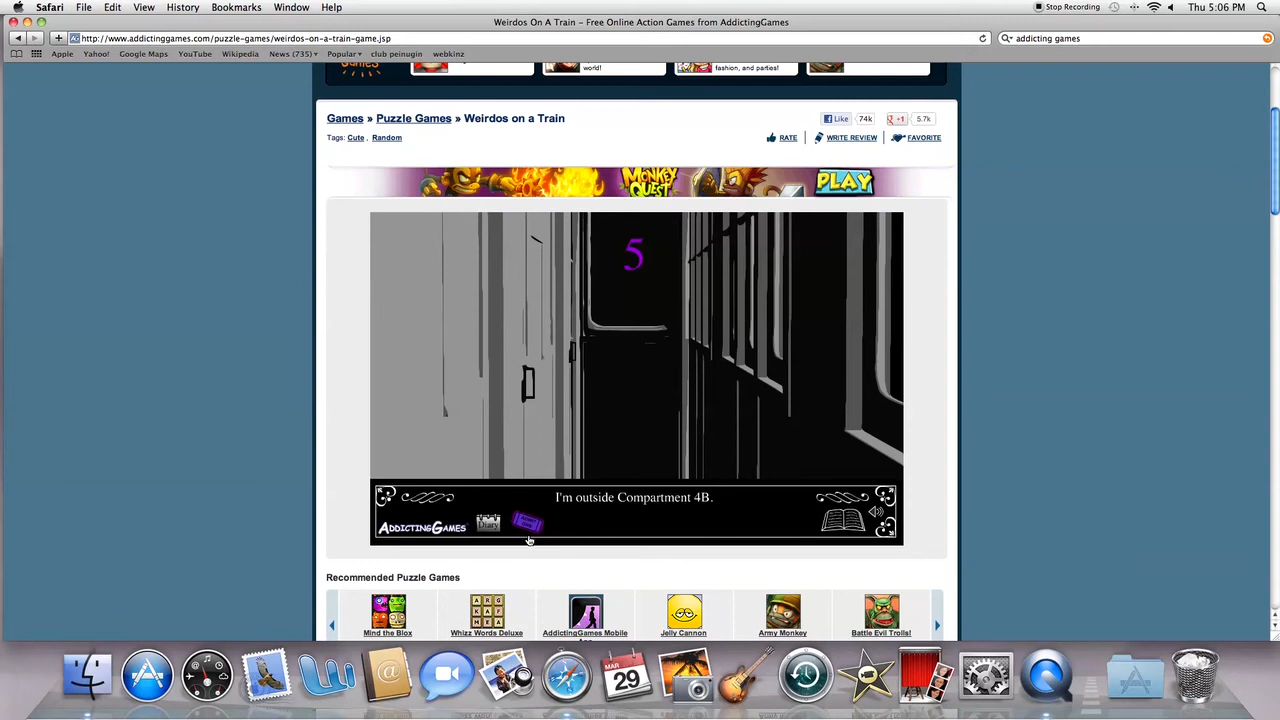 Safari File Edit View History Bookmarks Window Help Stop Recording Thu 5:06 PM
Weirdos On A Train – Free Online Action Games from AddictingGames
http://www.addictinggames.com/puzzle-games/weirdos-on-a-train-game.jsp addicting games
Apple Yahoo! Google Maps YouTube Wikipedia News (735) Popular club peinugin webkinz
Games world! fashion, and parties!
Games » Puzzle Games » Weirdos on a Train Like 74k +1 5.7k
Tags: Cute , Random RATE WRITE REVIEW FAVORITE
MONKEY QUEST PLAY
5
I'm outside Compartment 4B.
ADDICTINGGAMES Diary
Recommended Puzzle Games
Mind the Blox Whizz Words Deluxe AddictingGames Mobile Jelly Cannon Army Monkey Battle Evil Trolls!
MAR
29